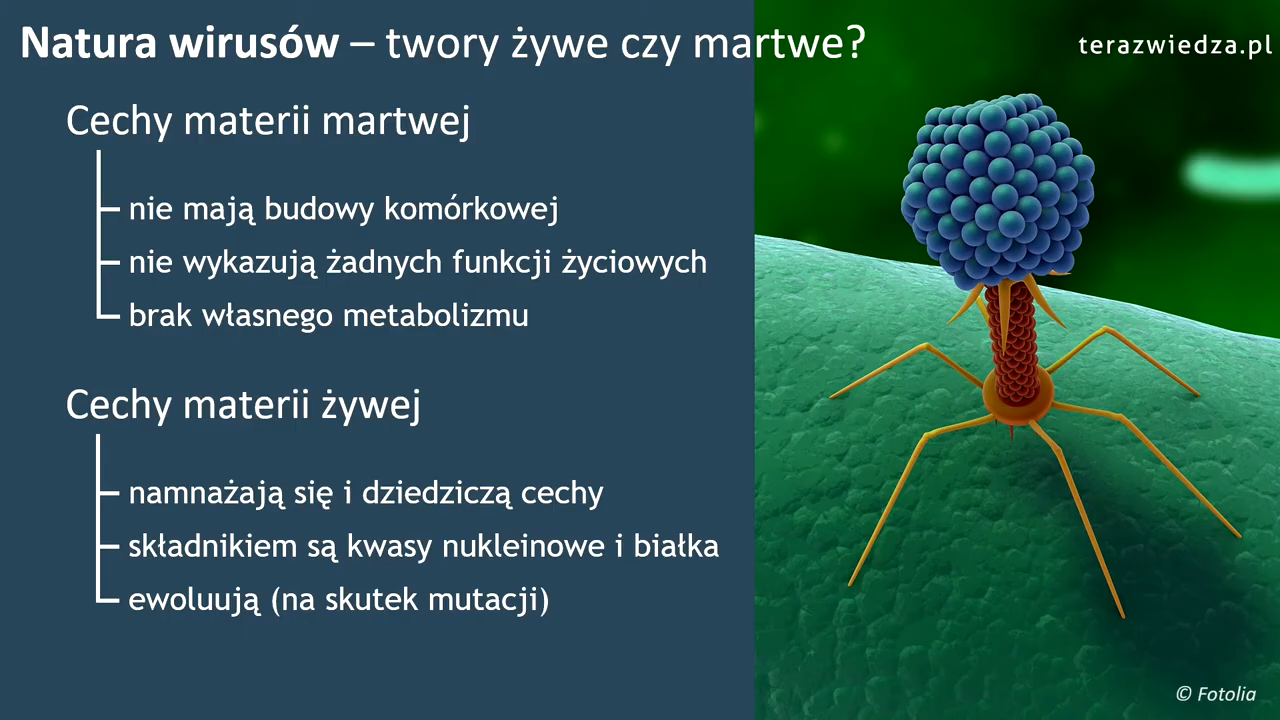 Natura wirusów – twory żywe czy martwe?
terazwiedza.pl
Cechy materii martwej
nie mają budowy komórkowej
nie wykazują żadnych funkcji życiowych
brak własnego metabolizmu
Cechy materii żywej
namnażają się i dziedziczą cechy
składnikiem są kwasy nukleinowe i białka
ewoluują (na skutek mutacji)
© Fotolia